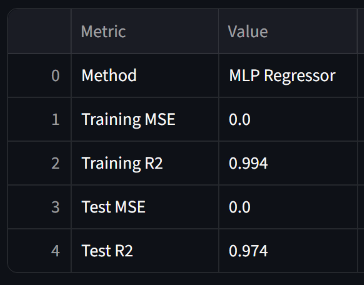 Metric Value
0 Method MLP Regressor
1 Training MSE 0.0
2 Training R2 0.994
3 Test MSE 0.0
4 Test R2 0.974